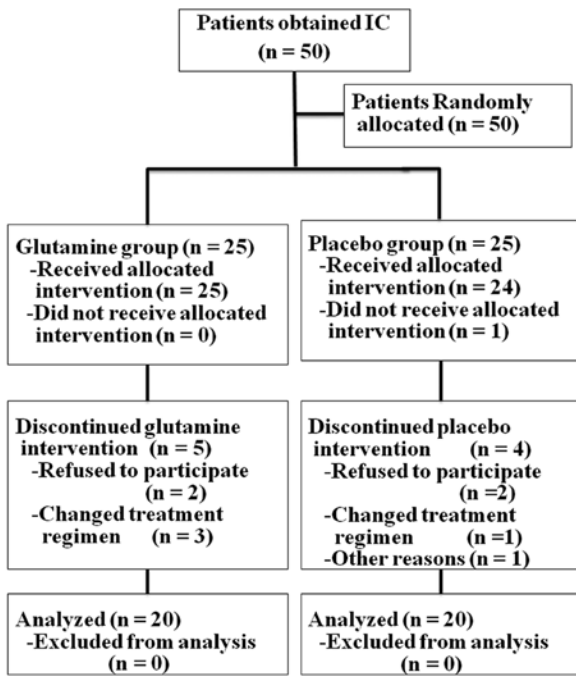 Patients obtained IC
(n = 50)
Patients Randomly
allocated (n = 50)
Glutamine group (n = 25)
-Received allocated
intervention (n = 25)
-Did not receive allocated
intervention (n = 0)
Placebo group (n = 25)
-Received allocated
intervention (n = 24)
-Did not receive allocated
intervention (n = 1)
Discontinued glutamine
intervention (n = 5)
-Refused to participate
(n = 2)
-Changed treatment
regimen (n = 3)
Discontinued placebo
intervention (n = 4)
-Refused to participate
(n =2)
-Changed treatment
regimen (n =1)
-Other reasons (n = 1)
Analyzed (n = 20)
-Excluded from analysis
(n = 0)
Analyzed (n = 20)
-Excluded from analysis
(n = 0)